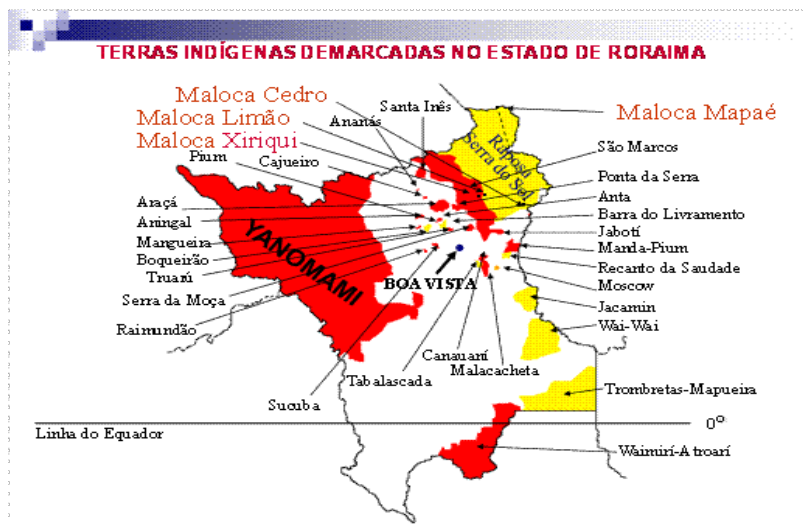 TERRAS INDÍGENAS DEMARCADAS NO ESTADO DE RORAIMA
Maloca Cedro
Maloca Limão
Maloca Xiriqui
Maloca Mapaé
Santa Inês
Ananás
Pium
Cajueiro
Araçá
Aningal
Mangueira
Boqueirão
Truarú
Serra da Moça
Raimundão
YANOMAMI
Raposa
Serra do Sol
São Marcos
Ponta da Serra
Anta
Barra do Livramento
Jabotí
Manda-Pium
Recanto da Saudade
Moscow
Jacamin
Wai-Wai
BOA VISTA
Canauaní
Malacacheta
Tabalascada
Sucuba
Trombretas-Mapueira
Linha do Equador
0º
Waimirí-Atroarí